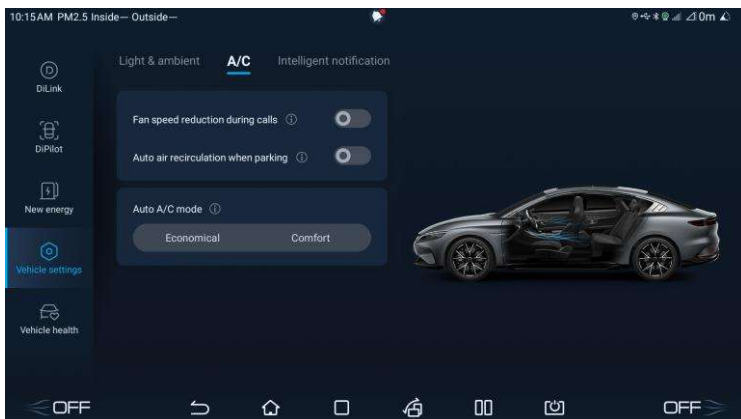 10:15AM PM2.5 Inside— Outside—
0m
Light & ambient A/C Intelligent notification
DiLink
DiPilot
New energy
Vehicle settings
Vehicle health
Fan speed reduction during calls
Auto air recirculation when parking
Auto A/C mode
Economical Comfort
OFF OFF